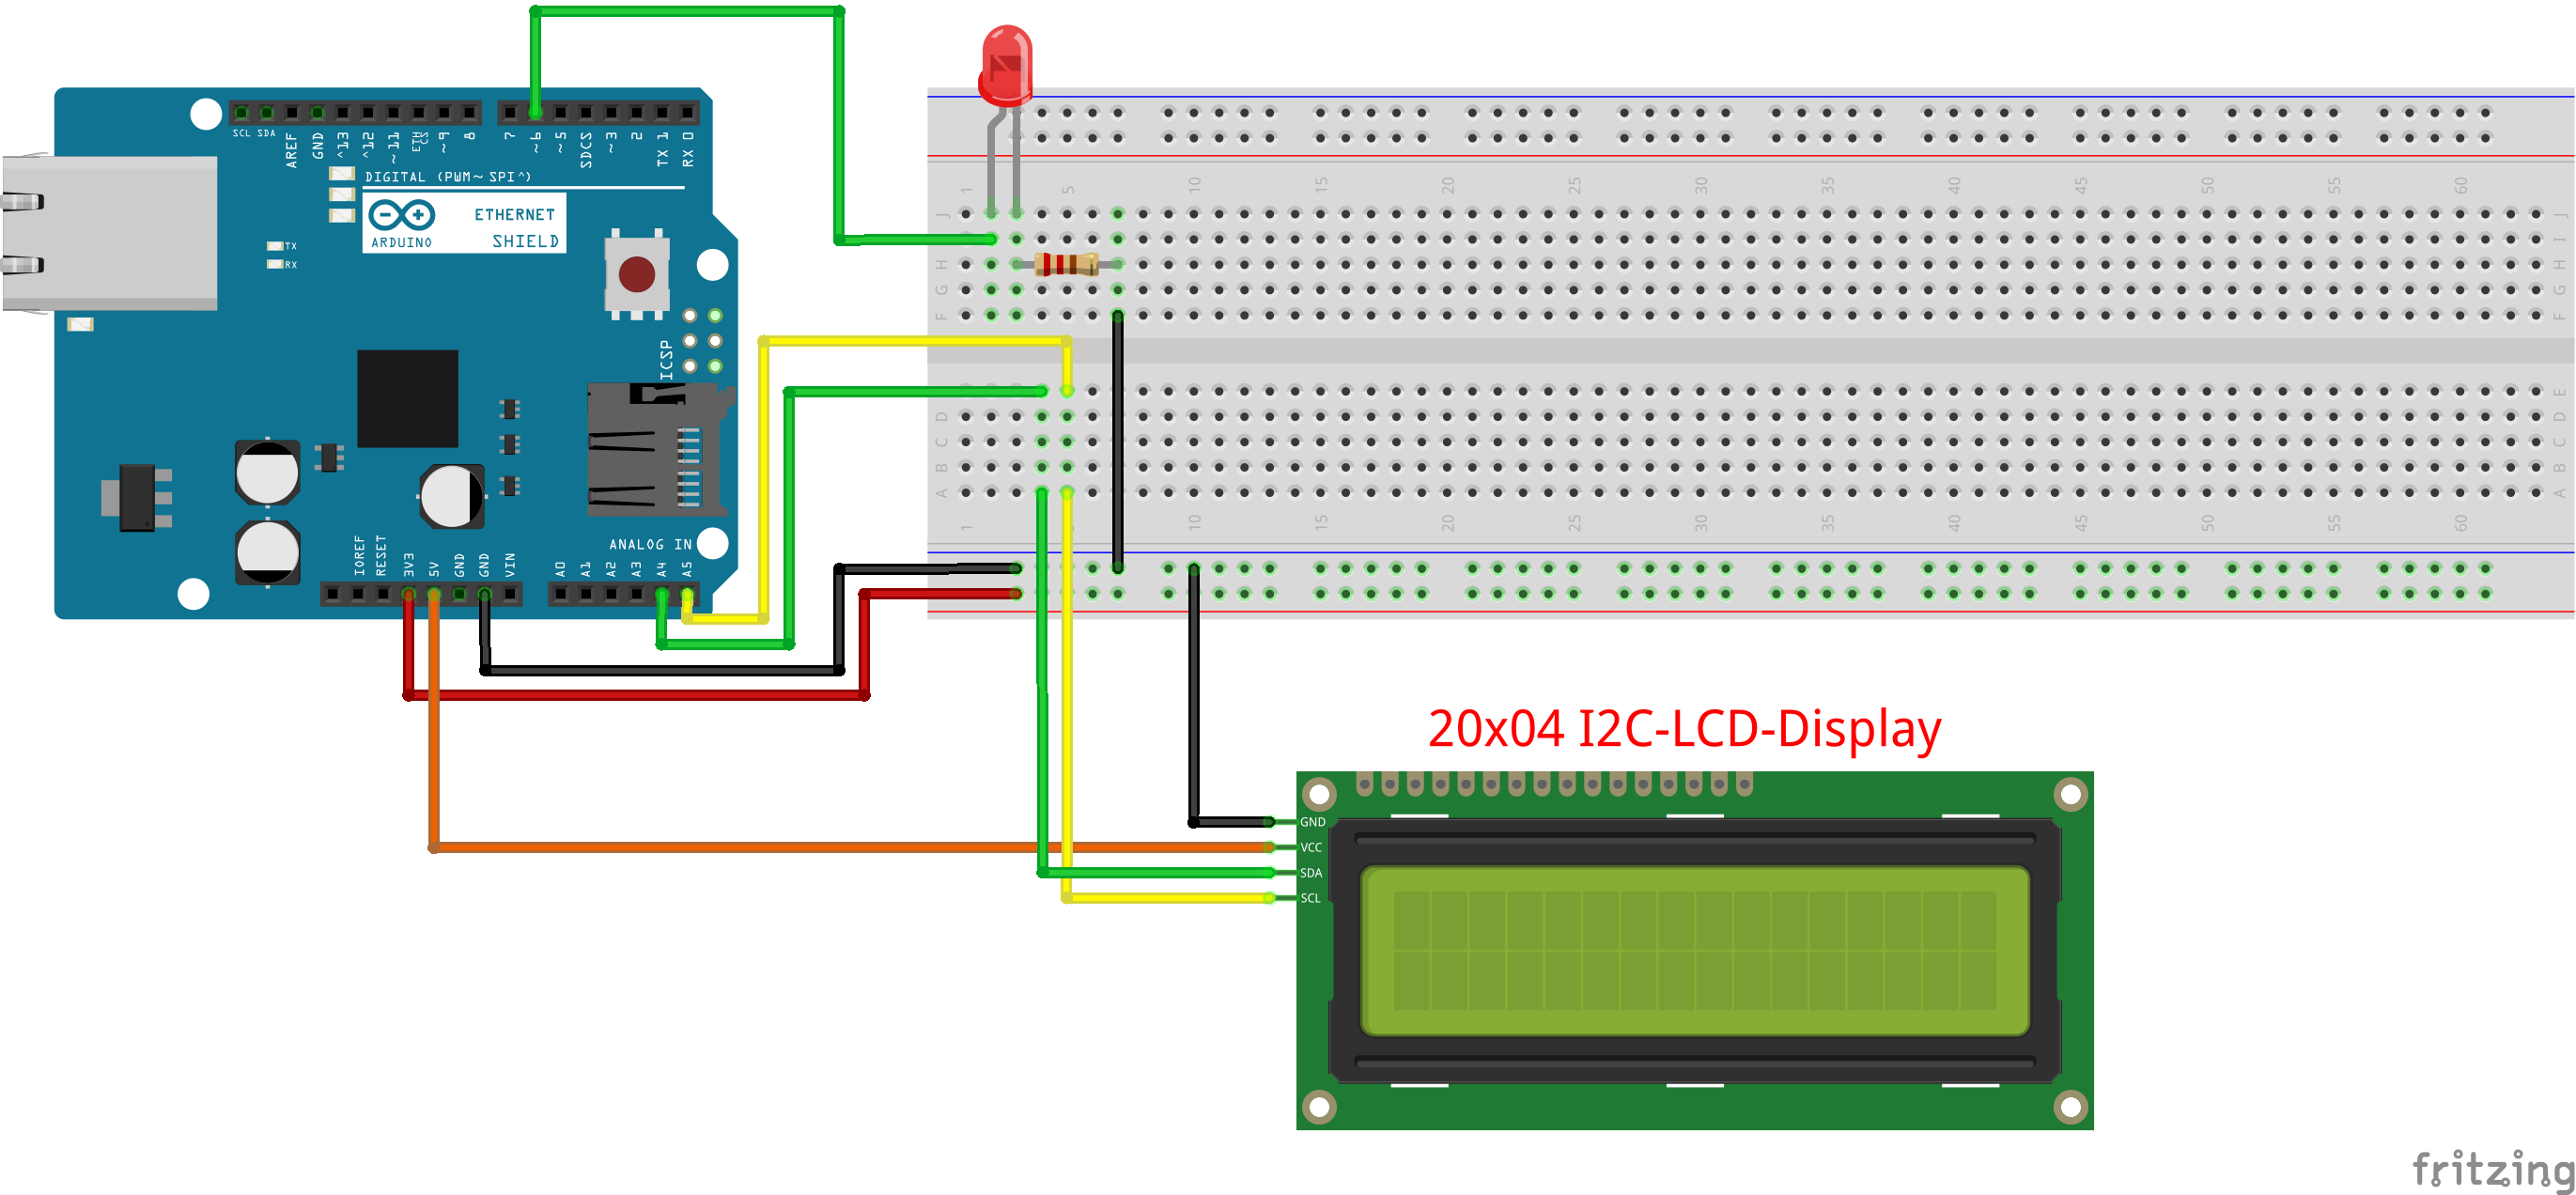 SCL SDA AREF GND ^13 ^12 ~11 ETH CS ~9 8 7 ~6 ~5 SDCS ~3 2 TX 1 RX 0
DIGITAL (PWM~ SPI^)
ETHERNET
SHIELD
ARDUINO
TX
RX
ICSP
ANALOG IN
IOREF RESET 3V3 5V GND GND VIN A0 A1 A2 A3 A4 A5
1 5 10 15 20 25 30 35 40 45 50 55 60
J J
I I
H H
G G
F F
E
D D
C C
B B
A A
1 10 15 20 25 30 35 40 45 50 55 60
20x04 I2C-LCD-Display
GND
VCC
SDA
SCL
fritzing